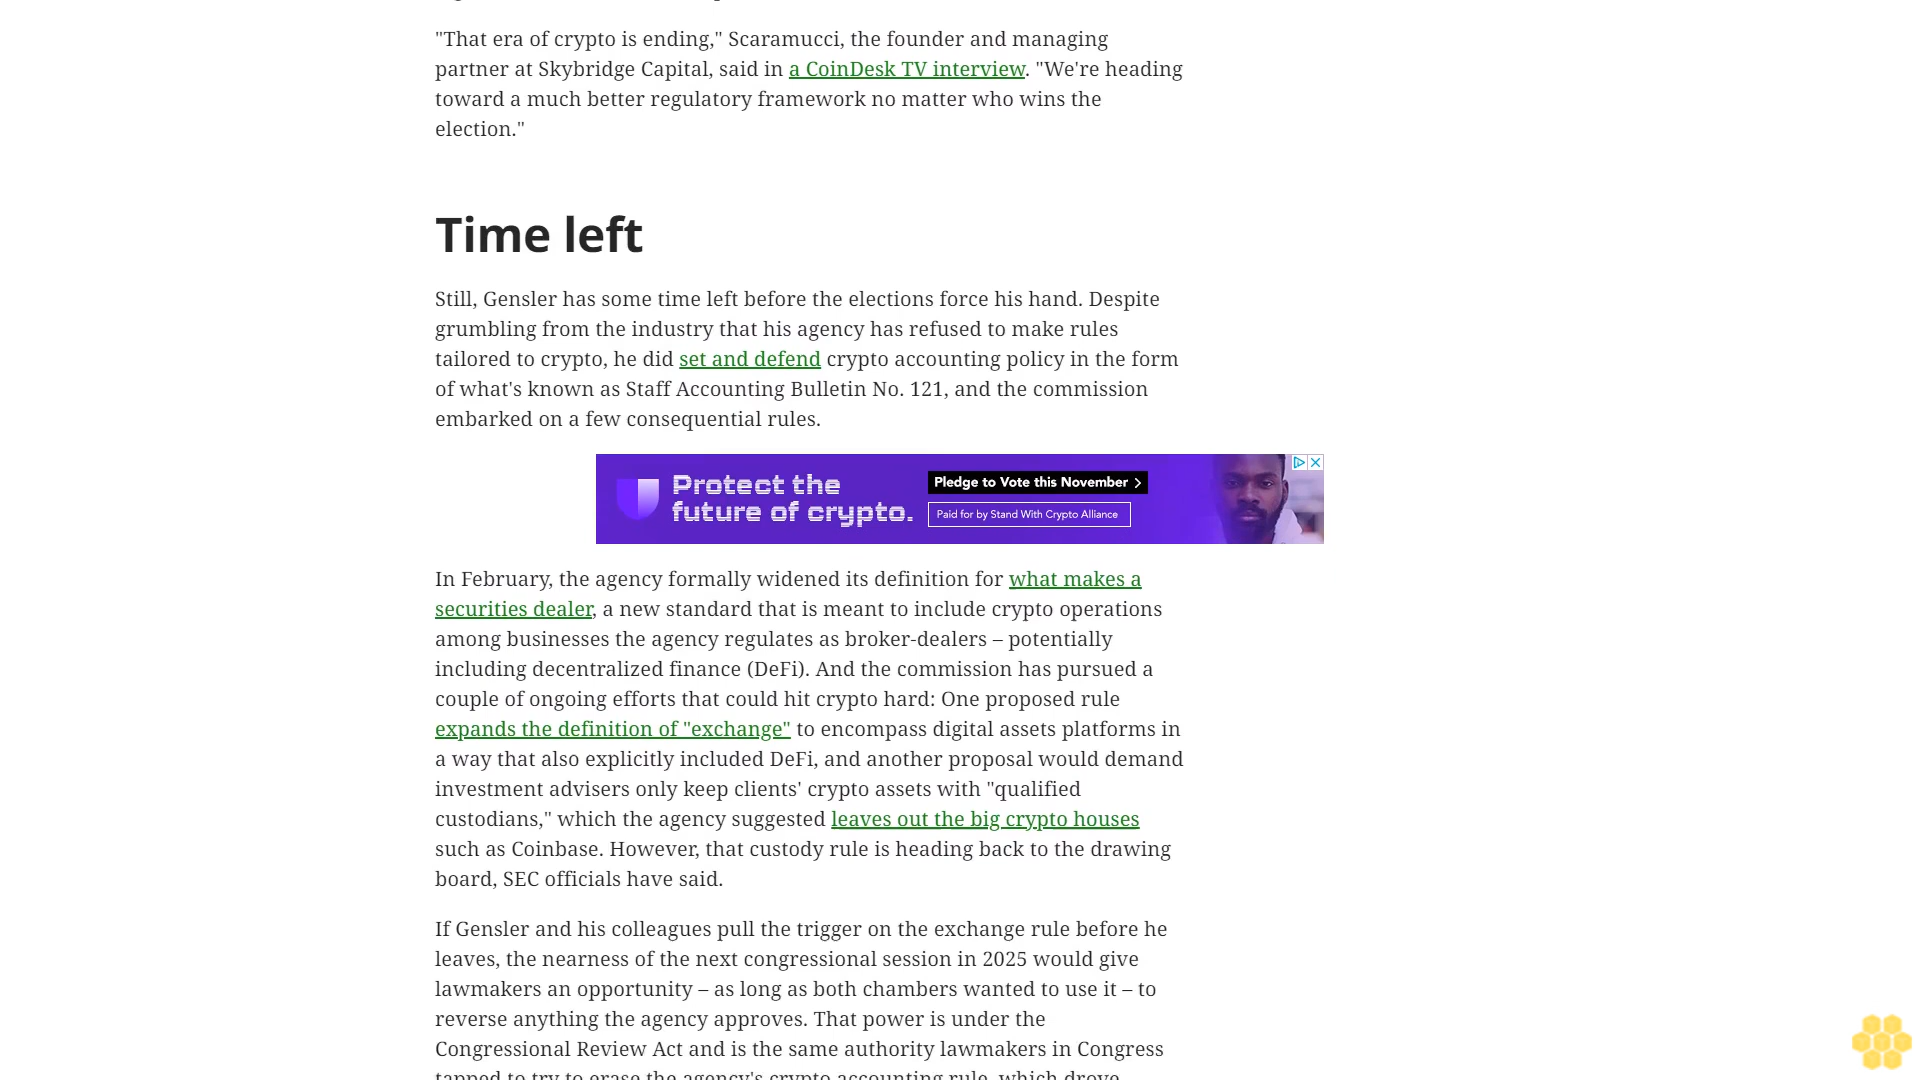 "That era of crypto is ending," Scaramucci, the founder and managing
partner at Skybridge Capital, said in a CoinDesk TV interview. "We're heading
toward a much better regulatory framework no matter who wins the
election."
Time left
Still, Gensler has some time left before the elections force his hand. Despite
grumbling from the industry that his agency has refused to make rules
tailored to crypto, he did set and defend crypto accounting policy in the form
of what's known as Staff Accounting Bulletin No. 121, and the commission
embarked on a few consequential rules.
Protect the
future of crypto.
Pledge to Vote this November >
Paid for by Stand With Crypto Alliance
In February, the agency formally widened its definition for what makes a
securities dealer, a new standard that is meant to include crypto operations
among businesses the agency regulates as broker-dealers – potentially
including decentralized finance (DeFi). And the commission has pursued a
couple of ongoing efforts that could hit crypto hard: One proposed rule
expands the definition of "exchange" to encompass digital assets platforms in
a way that also explicitly included DeFi, and another proposal would demand
investment advisers only keep clients' crypto assets with "qualified
custodians," which the agency suggested leaves out the big crypto houses
such as Coinbase. However, that custody rule is heading back to the drawing
board, SEC officials have said.
If Gensler and his colleagues pull the trigger on the exchange rule before he
leaves, the nearness of the next congressional session in 2025 would give
lawmakers an opportunity – as long as both chambers wanted to use it – to
reverse anything the agency approves. That power is under the
Congressional Review Act and is the same authority lawmakers in Congress
tapped to try to erase the agency's crypto accounting rule, which drove